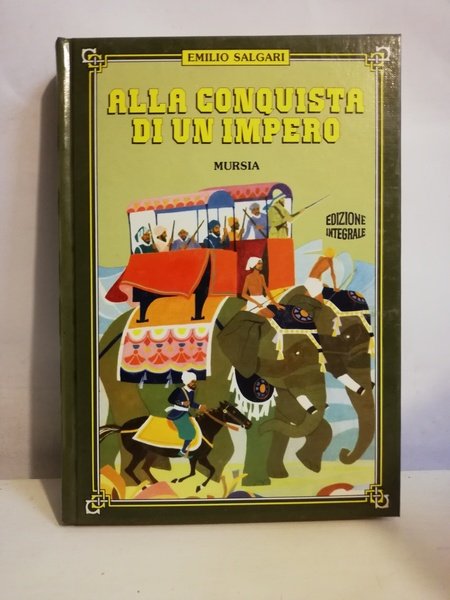 EMILIO SALGARI
ALLA CONQUISTA
DI UN IMPERO
MURSIA
EDIZIONE
INTEGRALE